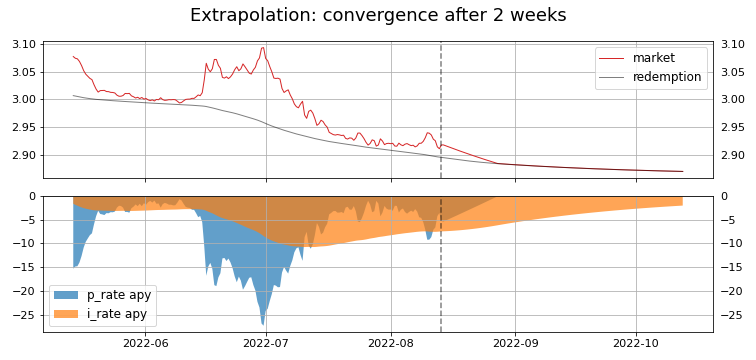 Extrapolation: convergence after 2 weeks
3.10 3.10
3.05 3.05
3.00 3.00
2.95 2.95
2.90 2.90
market
redemption
0 0
−5 −5
−10 −10
−15 −15
−20 −20
−25 −25
p_rate apy
i_rate apy
2022-06 2022-07 2022-08 2022-09 2022-10